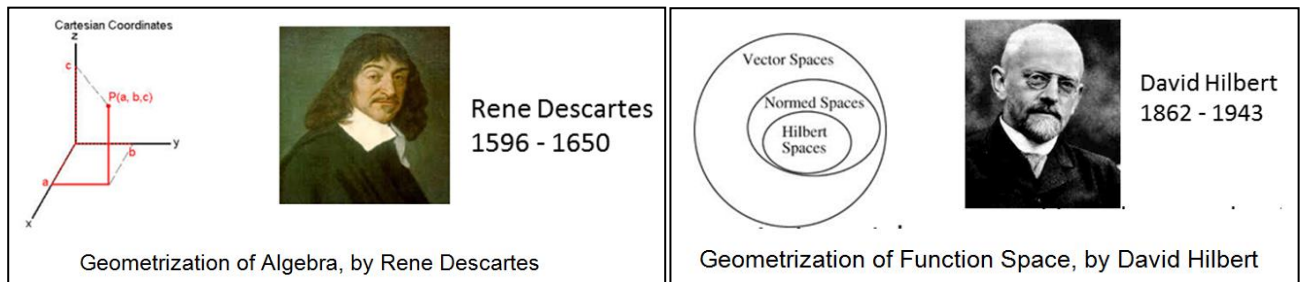 Cartesian Coordinates
z
c
P(a, b,c)
y
b
a
x
Rene Descartes
1596 - 1650
Geometrization of Algebra, by Rene Descartes
Vector Spaces
Normed Spaces
Hilbert
Spaces
David Hilbert
1862 - 1943
Geometrization of Function Space, by David Hilbert